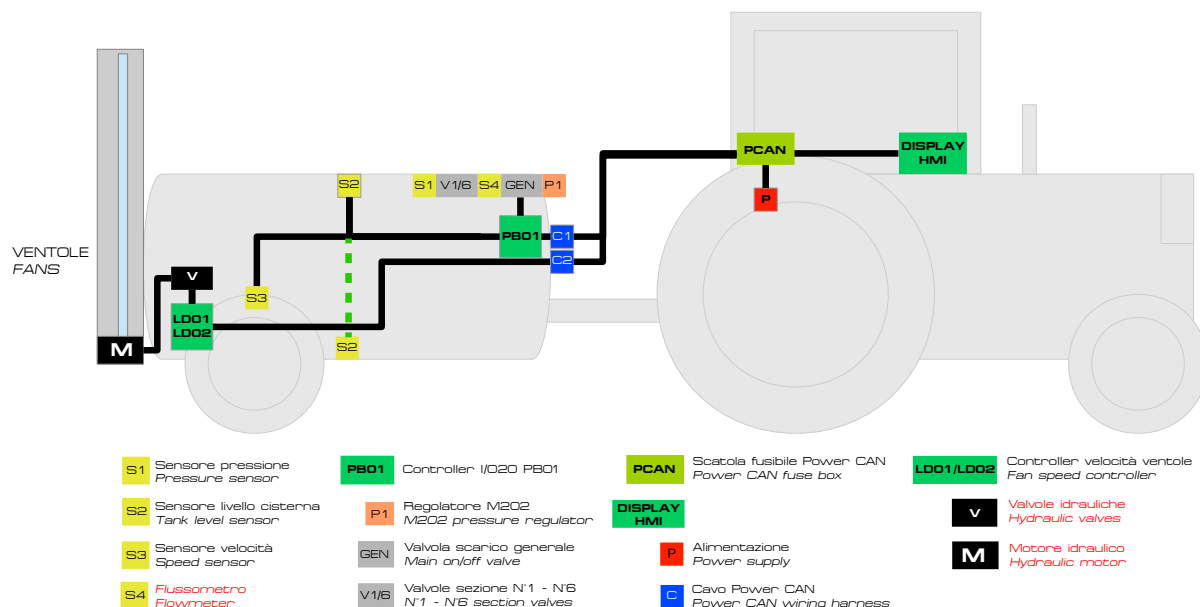 DISPLAY
HMI
PCAN
P
S2
S1 V1/6 S4 GEN P1
PB01 C1
C2
VENTOLE
FANS
V
S3
LD01
LD02
S2
M
S1 Sensore pressione
Pressure sensor
PB01 Controller I/O20 PB01
PCAN Scatola fusibile Power CAN
Power CAN fuse box
LD01/LD02 Controller velocità ventole
Fan speed controller
S2 Sensore livello cisterna
Tank level sensor
P1 Regolatore M202
M202 pressure regulator
DISPLAY
HMI
V Valvole idrauliche
Hydraulic valves
S3 Sensore velocità
Speed sensor
GEN Valvola scarico generale
Main on/off valve
P Alimentazione
Power supply
M Motore idraulico
Hydraulic motor
S4 Flussometro
Flowmeter
V1/6 Valvole sezione N°1 - N°6
N°1 - N°6 section valves
C Cavo Power CAN
Power CAN wiring harness